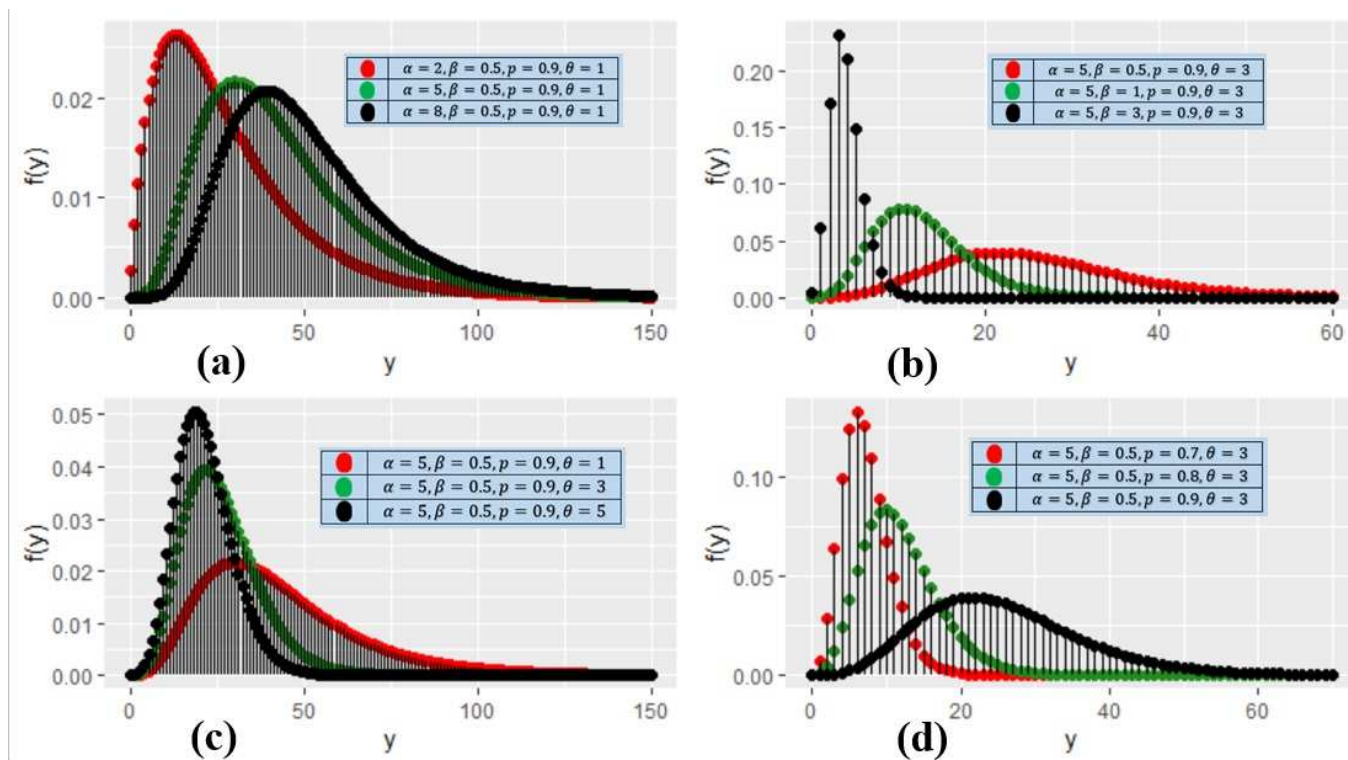 α = 2, β = 0.5, p = 0.9, θ = 1
α = 5, β = 0.5, p = 0.9, θ = 1
α = 8, β = 0.5, p = 0.9, θ = 1
f(y)
0.02
0.01
0.00
0
50
100
150
(a)
y
α = 5, β = 0.5, p = 0.9, θ = 3
α = 5, β = 1, p = 0.9, θ = 3
α = 5, β = 3, p = 0.9, θ = 3
f(y)
0.20
0.15
0.10
0.05
0.00
0
20
40
60
(b)
y
α = 5, β = 0.5, p = 0.9, θ = 1
α = 5, β = 0.5, p = 0.9, θ = 3
α = 5, β = 0.5, p = 0.9, θ = 5
f(y)
0.05
0.04
0.03
0.02
0.01
0.00
0
50
100
150
(c)
y
α = 5, β = 0.5, p = 0.7, θ = 3
α = 5, β = 0.5, p = 0.8, θ = 3
α = 5, β = 0.5, p = 0.9, θ = 3
f(y)
0.10
0.05
0.00
0
20
40
60
(d)
y